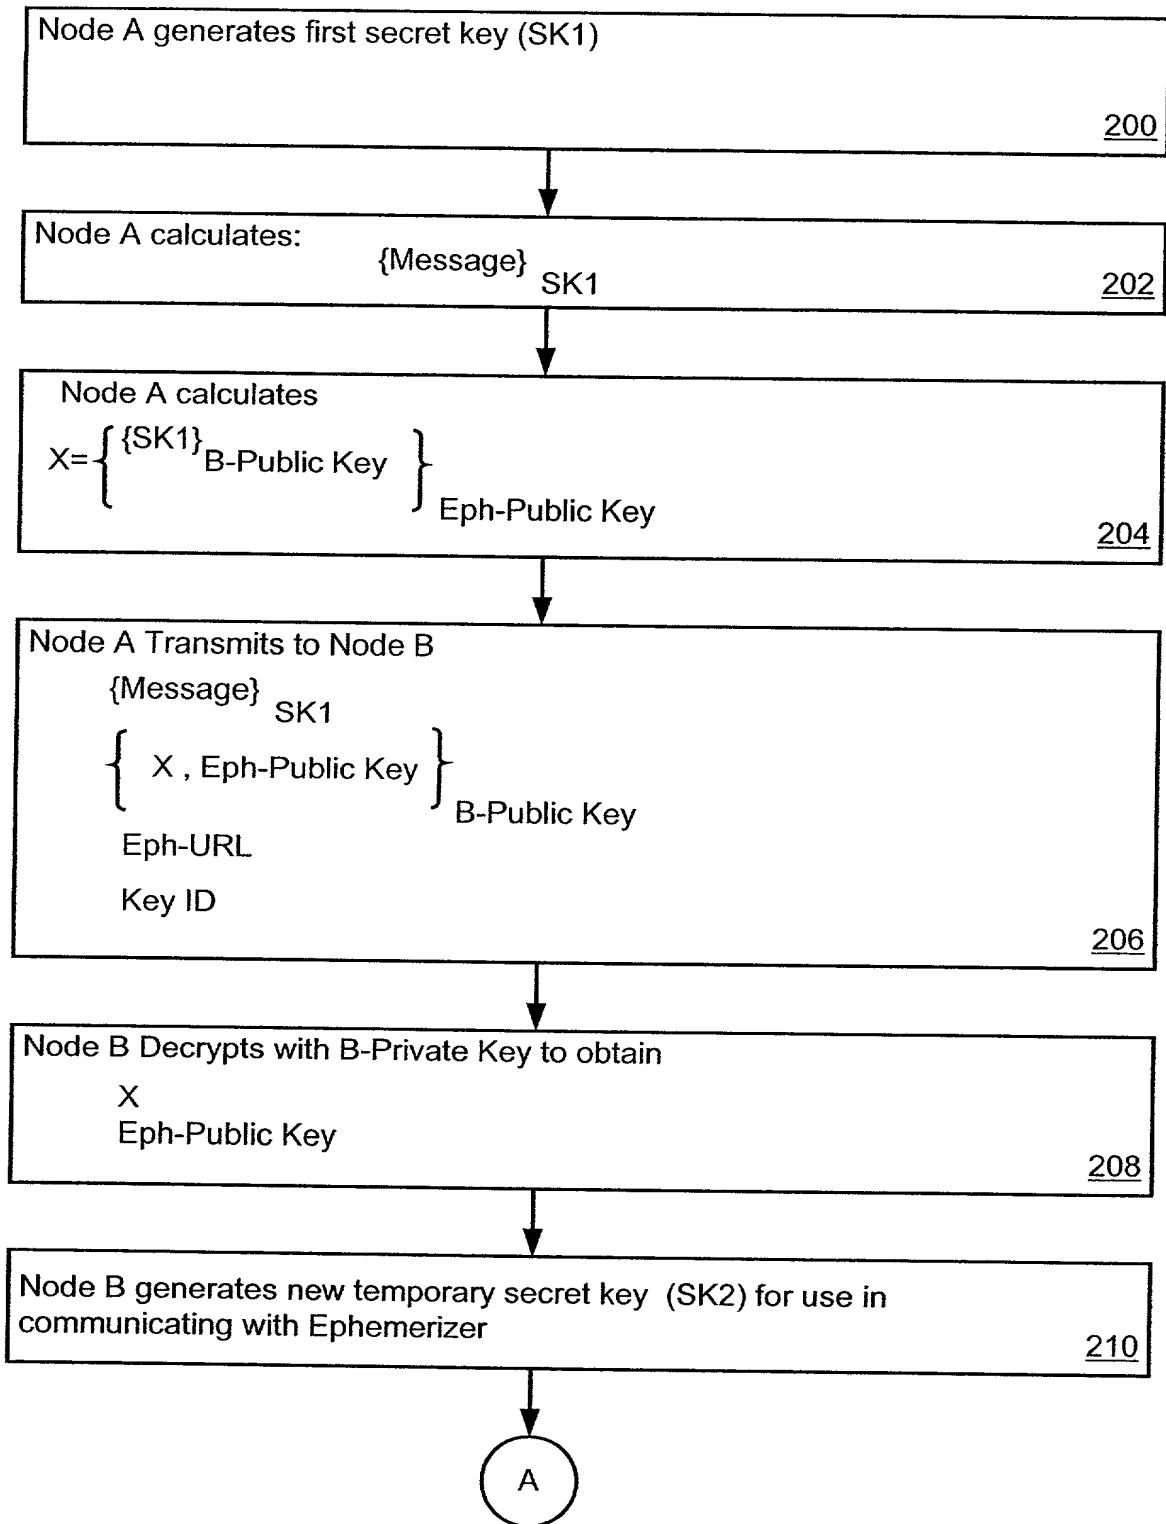 Node A generates first secret key (SK1)
200
Node A calculates:
{Message} SK1
202
Node A calculates
X= { {SK1} B-Public Key } Eph-Public Key
204
Node A Transmits to Node B
{Message} SK1
{ X , Eph-Public Key } B-Public Key
Eph-URL
Key ID
206
Node B Decrypts with B-Private Key to obtain
X
Eph-Public Key
208
Node B generates new temporary secret key (SK2) for use in
communicating with Ephemerizer
210
A